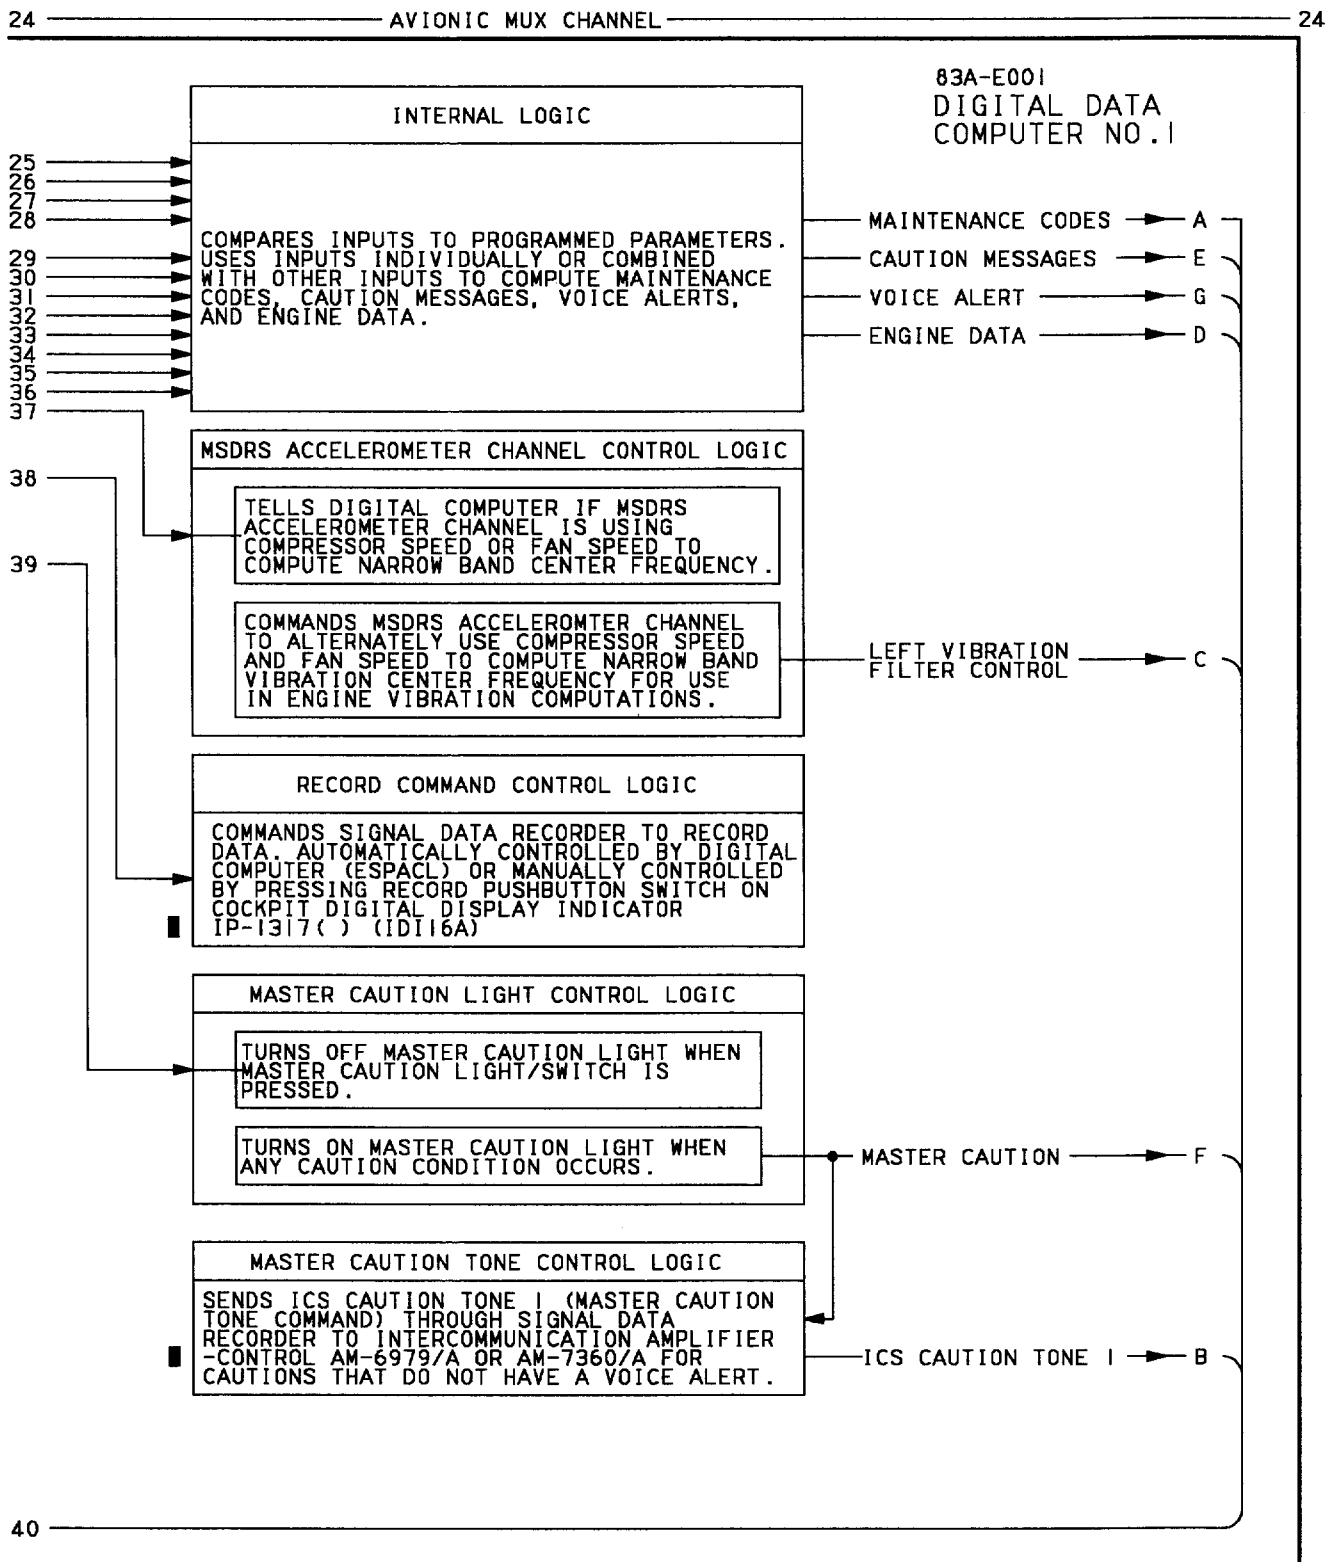 24 AVIONIC MUX CHANNEL 24
83A-E001
DIGITAL DATA
COMPUTER NO.1
INTERNAL LOGIC
25
26
27
28
29
30
31
32
33
34
35
36
37
COMPARES INPUTS TO PROGRAMMED PARAMETERS.
USES INPUTS INDIVIDUALLY OR COMBINED
WITH OTHER INPUTS TO COMPUTE MAINTENANCE
CODES, CAUTION MESSAGES, VOICE ALERTS,
AND ENGINE DATA.
MAINTENANCE CODES A
CAUTION MESSAGES E
VOICE ALERT G
ENGINE DATA D
MSDRS ACCELEROMETER CHANNEL CONTROL LOGIC
38
TELLS DIGITAL COMPUTER IF MSDRS
ACCELEROMETER CHANNEL IS USING
COMPRESSOR SPEED OR FAN SPEED TO
COMPUTE NARROW BAND CENTER FREQUENCY.
39
COMMANDS MSDRS ACCELEROMTER CHANNEL
TO ALTERNATELY USE COMPRESSOR SPEED
AND FAN SPEED TO COMPUTE NARROW BAND
VIBRATION CENTER FREQUENCY FOR USE
IN ENGINE VIBRATION COMPUTATIONS.
LEFT VIBRATION
FILTER CONTROL C
RECORD COMMAND CONTROL LOGIC
COMMANDS SIGNAL DATA RECORDER TO RECORD
DATA. AUTOMATICALLY CONTROLLED BY DIGITAL
COMPUTER (ESPACL) OR MANUALLY CONTROLLED
BY PRESSING RECORD PUSHBUTTON SWITCH ON
COCKPIT DIGITAL DISPLAY INDICATOR
IP-1317( ) (IDI16A)
MASTER CAUTION LIGHT CONTROL LOGIC
TURNS OFF MASTER CAUTION LIGHT WHEN
MASTER CAUTION LIGHT/SWITCH IS
PRESSED.
TURNS ON MASTER CAUTION LIGHT WHEN
ANY CAUTION CONDITION OCCURS.
MASTER CAUTION F
MASTER CAUTION TONE CONTROL LOGIC
SENDS ICS CAUTION TONE 1 (MASTER CAUTION
TONE COMMAND) THROUGH SIGNAL DATA
RECORDER TO INTERCOMMUNICATION AMPLIFIER
-CONTROL AM-6979/A OR AM-7360/A FOR
CAUTIONS THAT DO NOT HAVE A VOICE ALERT.
ICS CAUTION TONE 1 B
40